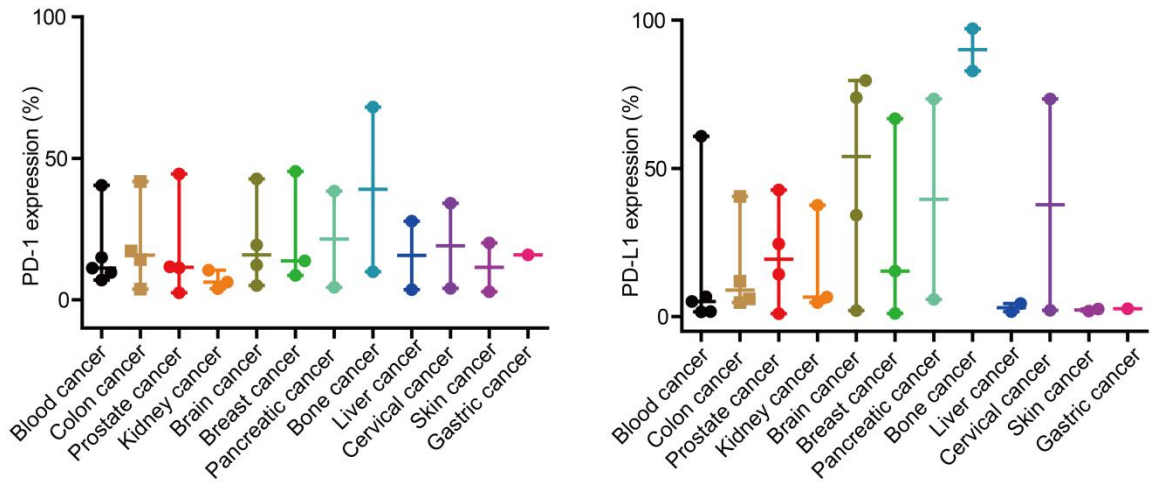 PD-1 expression (%)
100
50
0
Blood cancer
Colon cancer
Prostate cancer
Kidney cancer
Brain cancer
Breast cancer
Pancreatic cancer
Bone cancer
Liver cancer
Cervical cancer
Skin cancer
Gastric cancer
PD-L1 expression (%)
100
50
0
Blood cancer
Colon cancer
Prostate cancer
Kidney cancer
Brain cancer
Breast cancer
Pancreatic cancer
Bone cancer
Liver cancer
Cervical cancer
Skin cancer
Gastric cancer